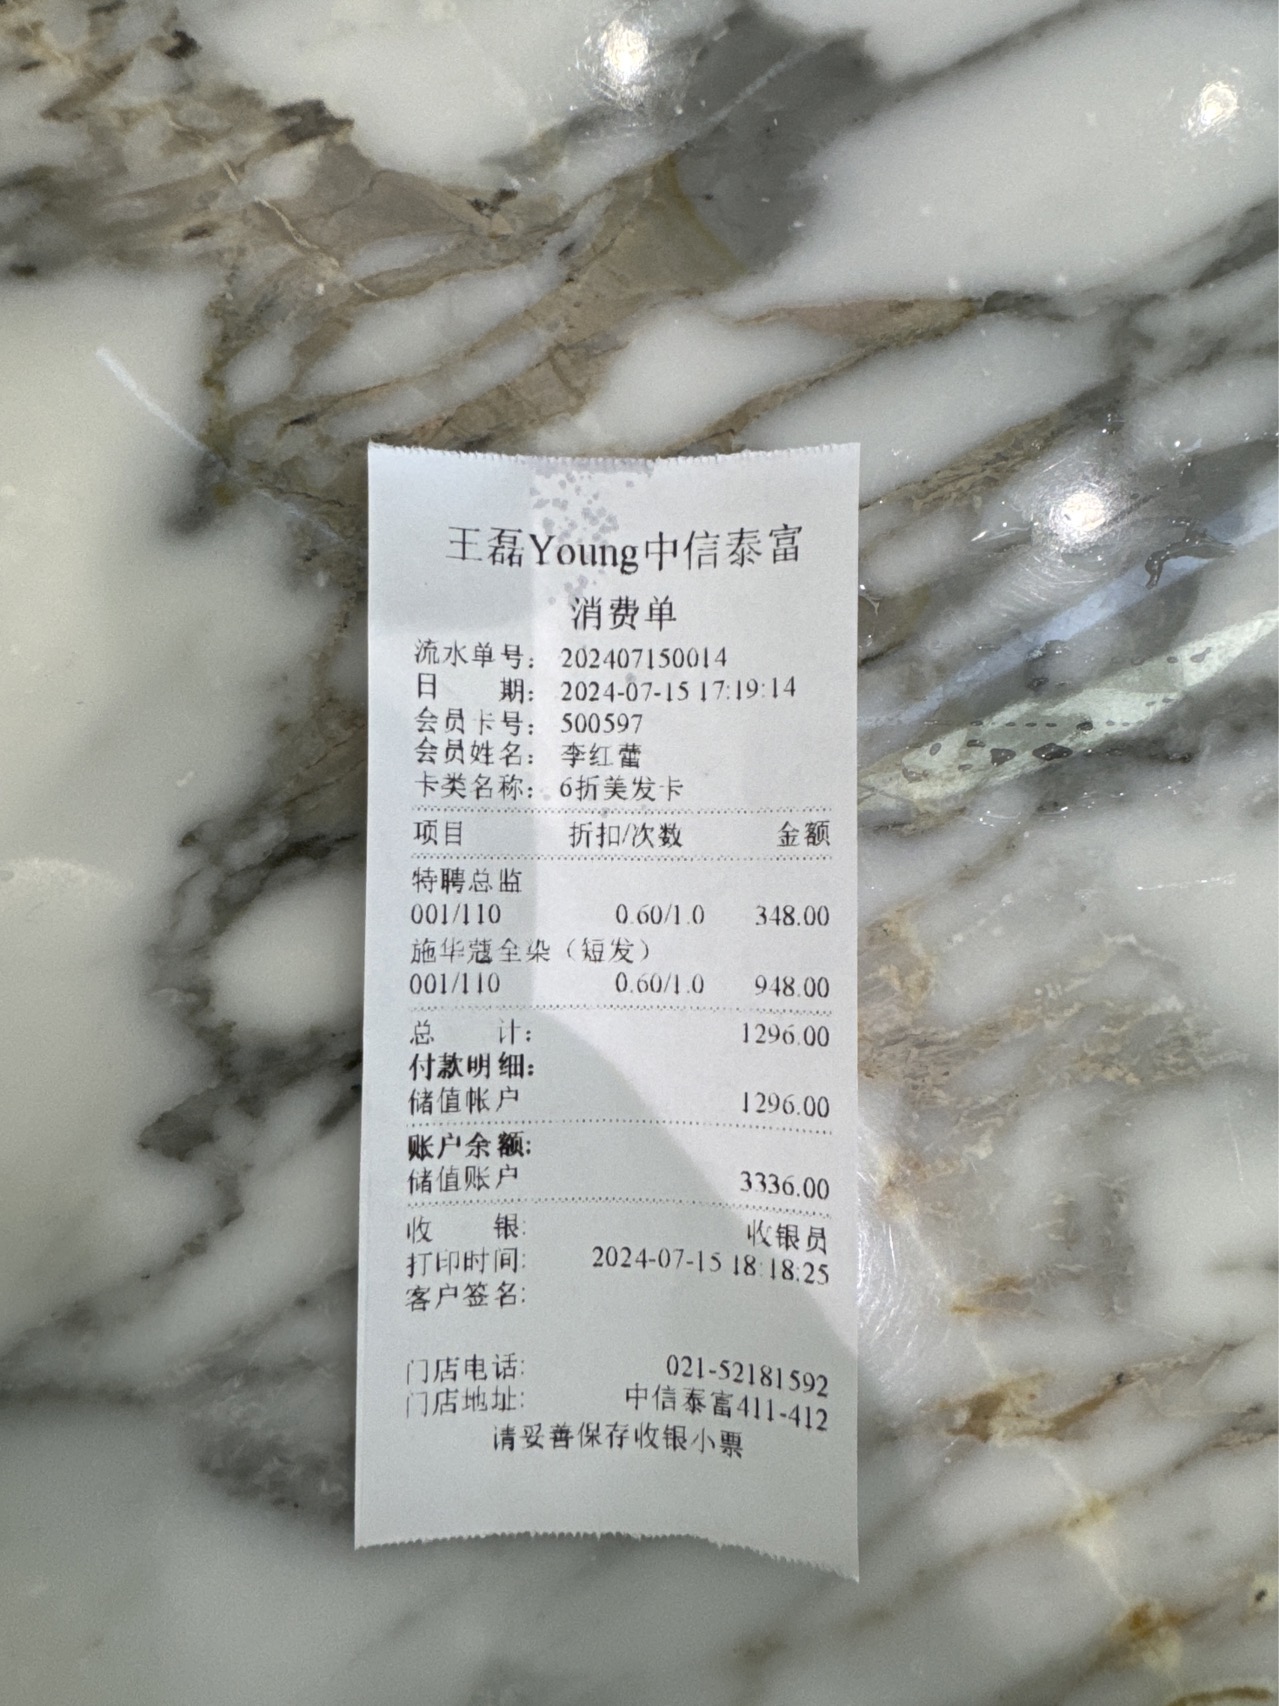 王磊Young中信泰富
消费单
流水单号: 202407150014
日 期: 2024-07-15 17:19:14
会员卡号: 500597
会员姓名: 李红蕾
卡类名称: 6折美发卡
项目 折扣/次数 金额
特聘总监
001/110 0.60/1.0 348.00
施华蔻全染（短发）
001/110 0.60/1.0 948.00
总 计: 1296.00
付款明细:
储值帐户 1296.00
账户余额:
储值账户 3336.00
收 银: 收银员
打印时间: 2024-07-15 18:18:25
客户签名:
门店电话: 021-52181592
门店地址: 中信泰富411-412
请妥善保存收银小票